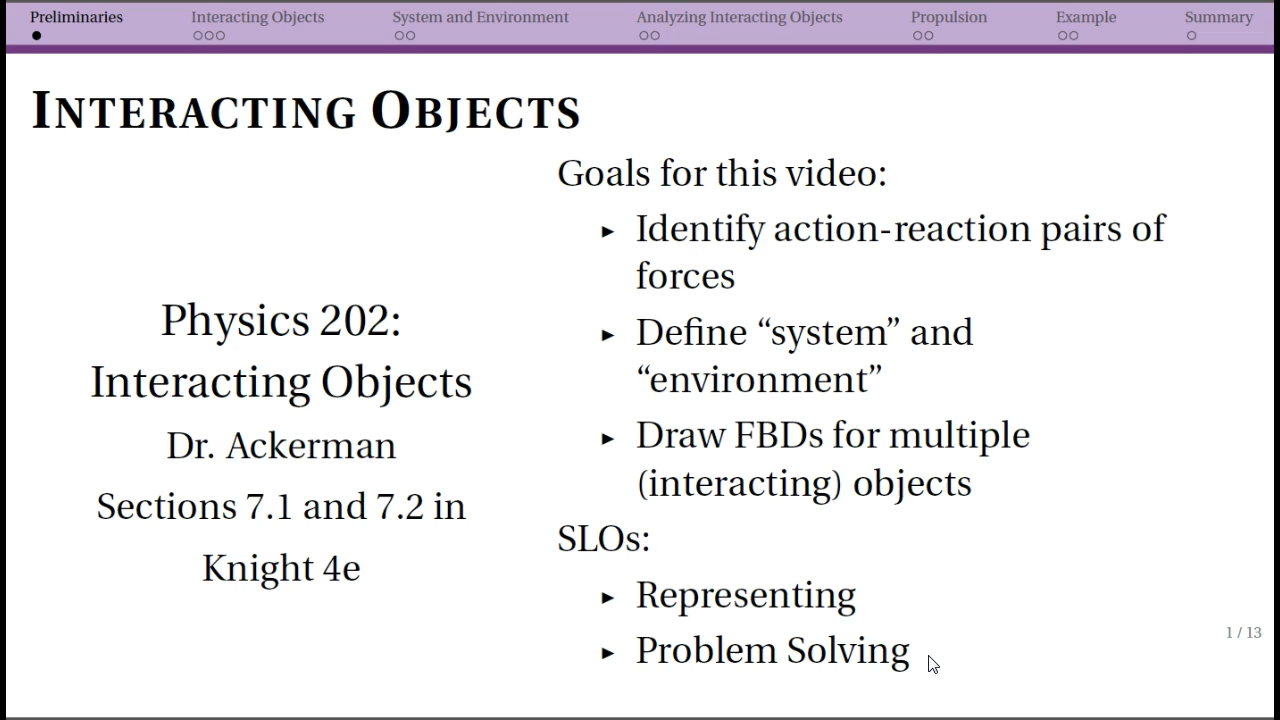 Preliminaries
Interacting Objects
System and Environment
Analyzing Interacting Objects
Propulsion
Example
Summary
INTERACTING OBJECTS
Physics 202:
Interacting Objects
Dr. Ackerman
Sections 7.1 and 7.2 in
Knight 4e
Goals for this video:
► Identify action-reaction pairs of
forces
► Define “system” and
“environment”
► Draw FBDs for multiple
(interacting) objects
SLOs:
► Representing
► Problem Solving
1 / 13